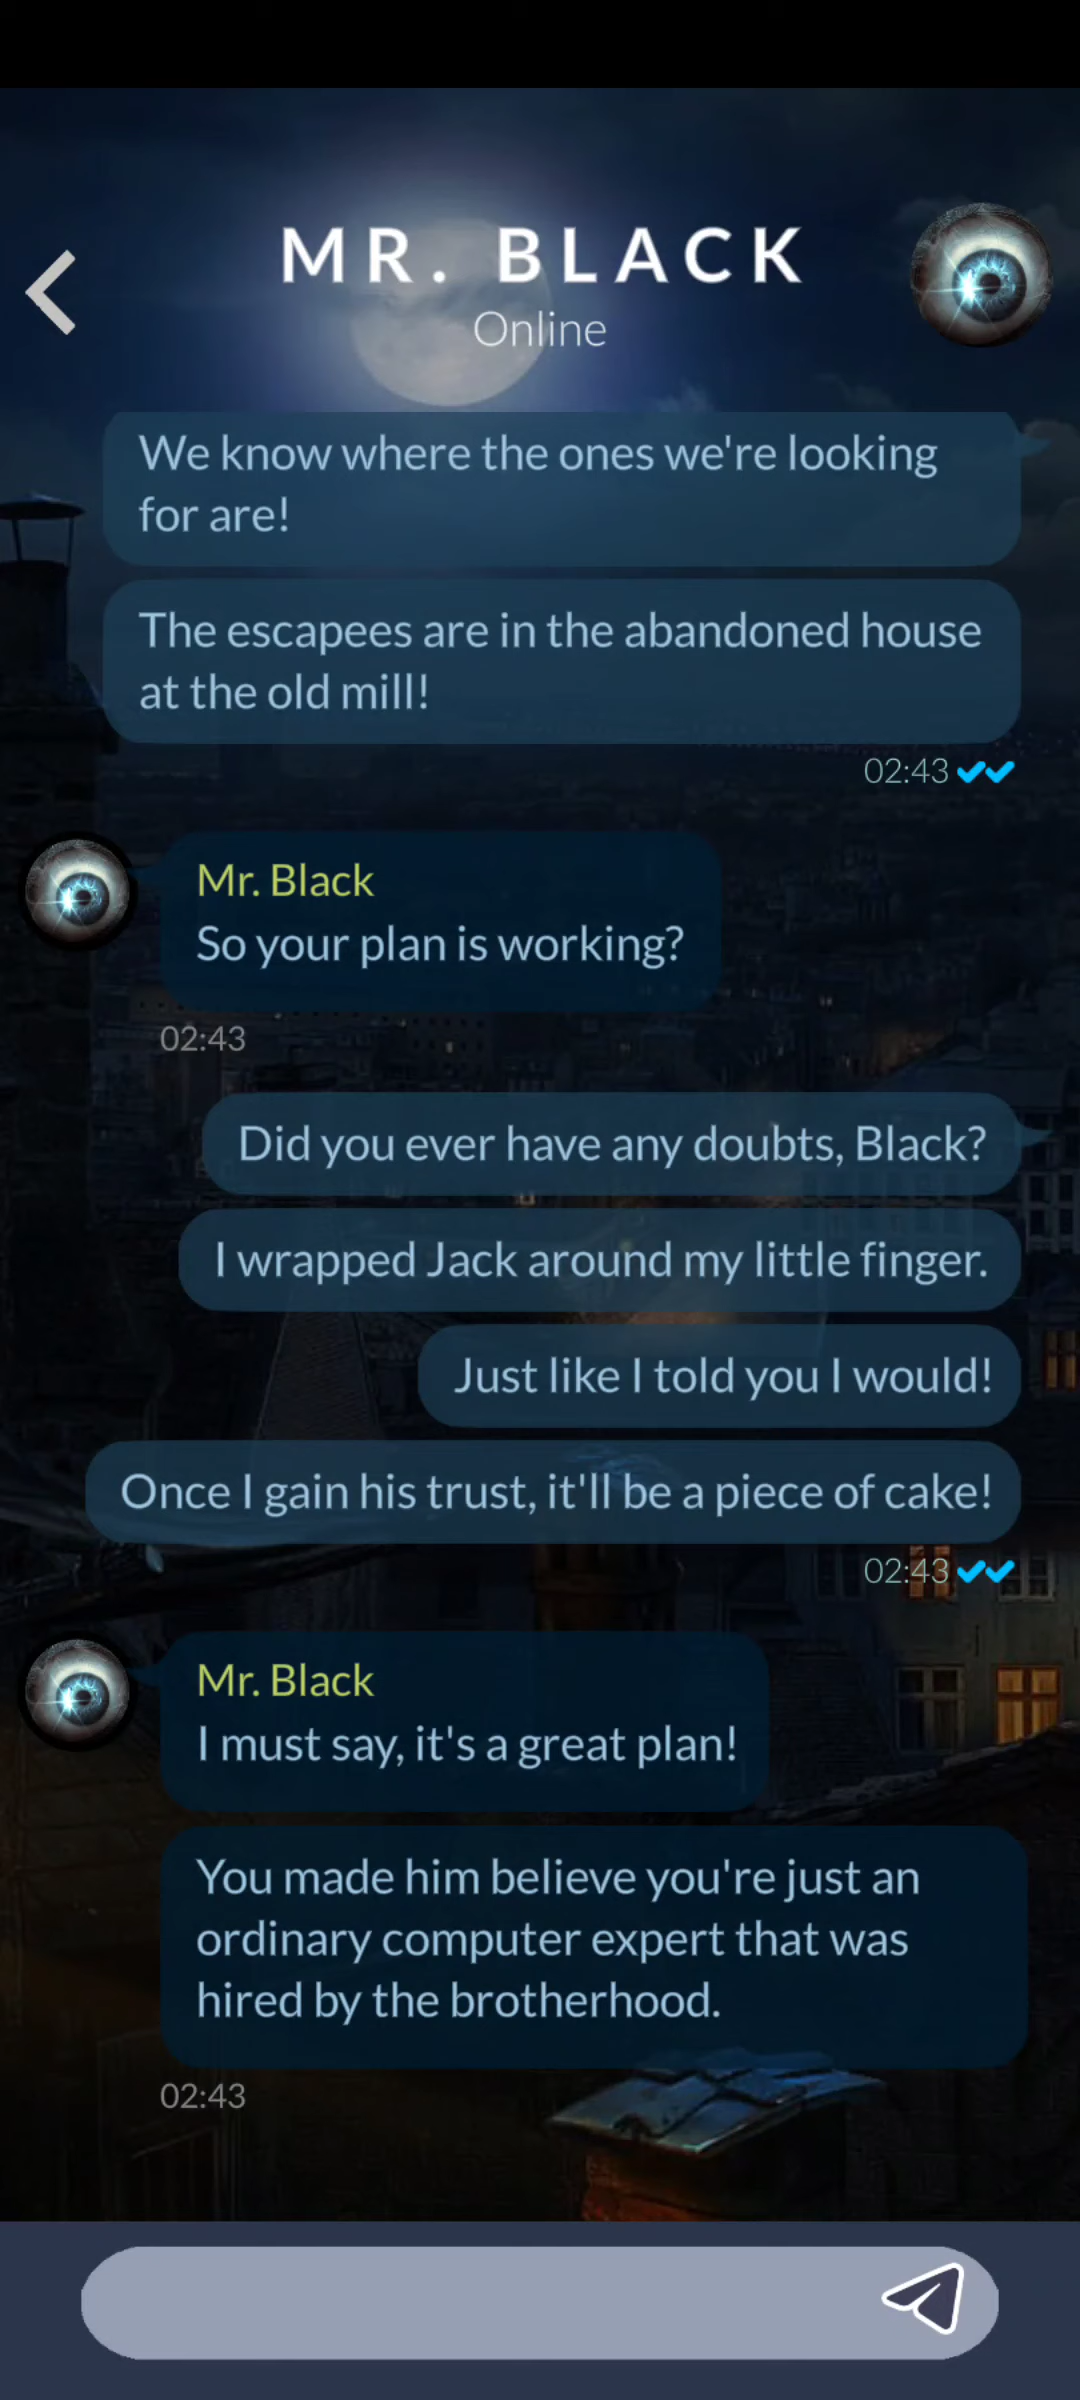 MR. BLACK
Online
We know where the ones we're looking
for are!
The escapees are in the abandoned house
at the old mill!
02:43
Mr. Black
So your plan is working?
02:43
Did you ever have any doubts, Black?
I wrapped Jack around my little finger.
Just like I told you I would!
Once I gain his trust, it'll be a piece of cake!
02:43
Mr. Black
I must say, it's a great plan!
You made him believe you're just an
ordinary computer expert that was
hired by the brotherhood.
02:43